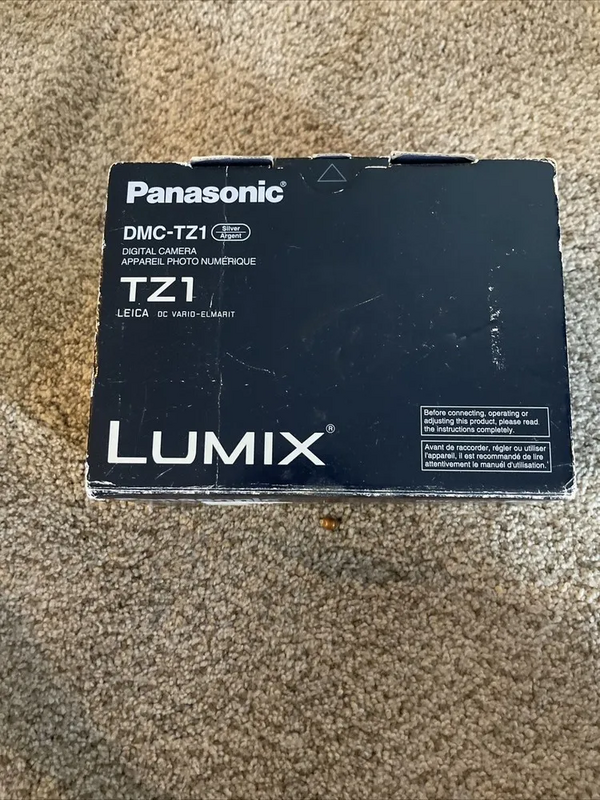 Panasonic®
DMC-TZ1 Silver
Argent
DIGITAL CAMERA
APPAREIL PHOTO NUMÉRIQUE
TZ1
LEICA DC VARIO-ELMARIT
LUMIX®
Before connecting, operating or
adjusting this product, please read
the instructions completely.
Avant de raccorder, régler ou utiliser
l'appareil, il est recommandé de lire
attentivement le manuel d'utilisation.